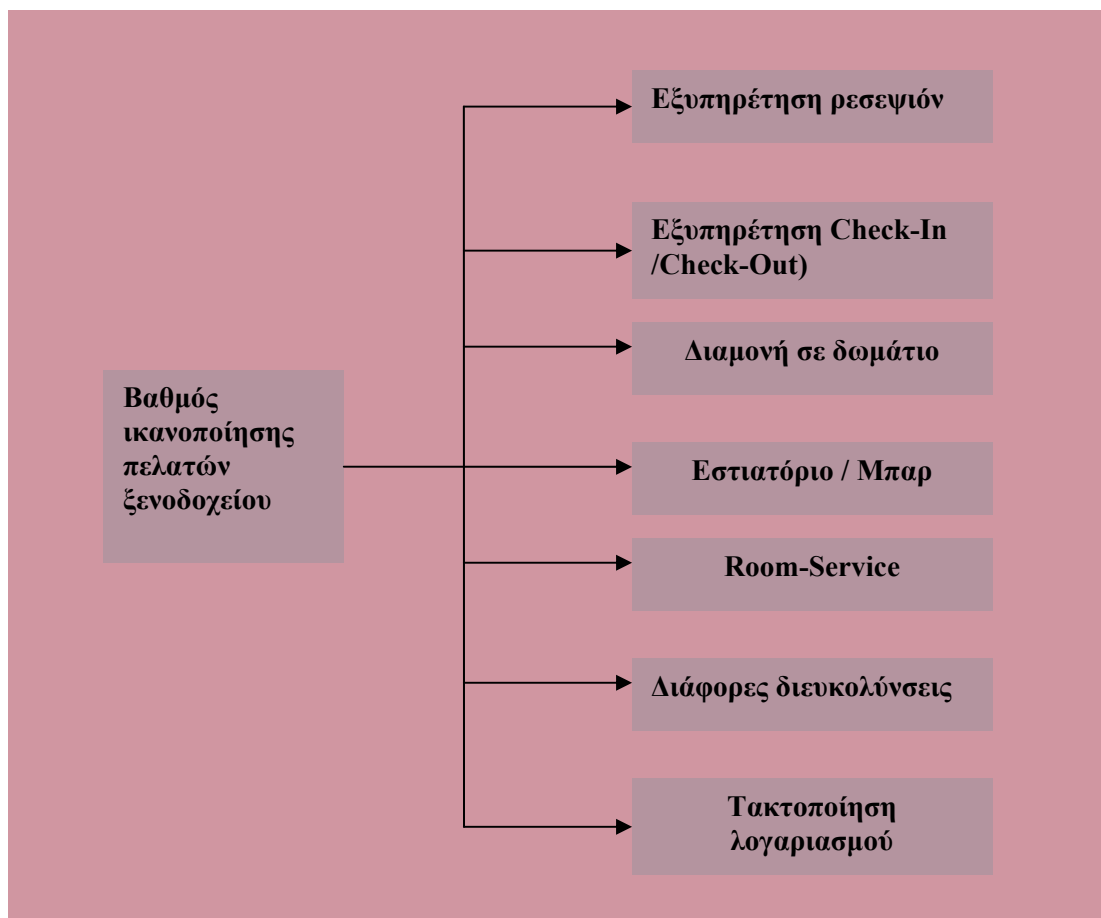 Εξυπηρέτηση ρεσεψιόν
Εξυπηρέτηση Check-In
/Check-Out)
Διαμονή σε δωμάτιο
Βαθμός
ικανοποίησης
πελατών
ξενοδοχείου
Εστιατόριο / Μπαρ
Room-Service
Διάφορες διευκολύνσεις
Τακτοποίηση
λογαριασμού